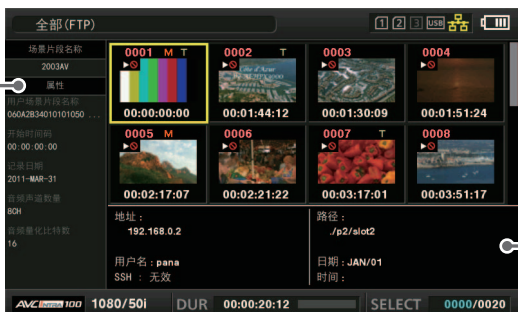 全部(FTP)
1 2 3 USB
场景片段名称
2003AV
属性
用户场景片段名称
060A2B34010101050 ...
开始时间码
00:00:00:00
记录日期
2011-MAR-31
音频声道数量
8CH
音频量化比特数
16
0001 M T
00:00:00:00
0002 T
Côte d'Azur
00:01:44:12
0003
00:01:30:09
0004
00:01:51:24
0005 M
00:02:17:07
0006
00:02:21:22
0007 T
00:03:17:01
0008
00:03:51:17
地址：
192.168.0.2
用户名：pana
SSH ： 无效
路径：
./p2/slot2
日期：JAN/01
时间：
AVC INTRA 100 1080/50i DUR 00:00:20:12 SELECT 0000/0020